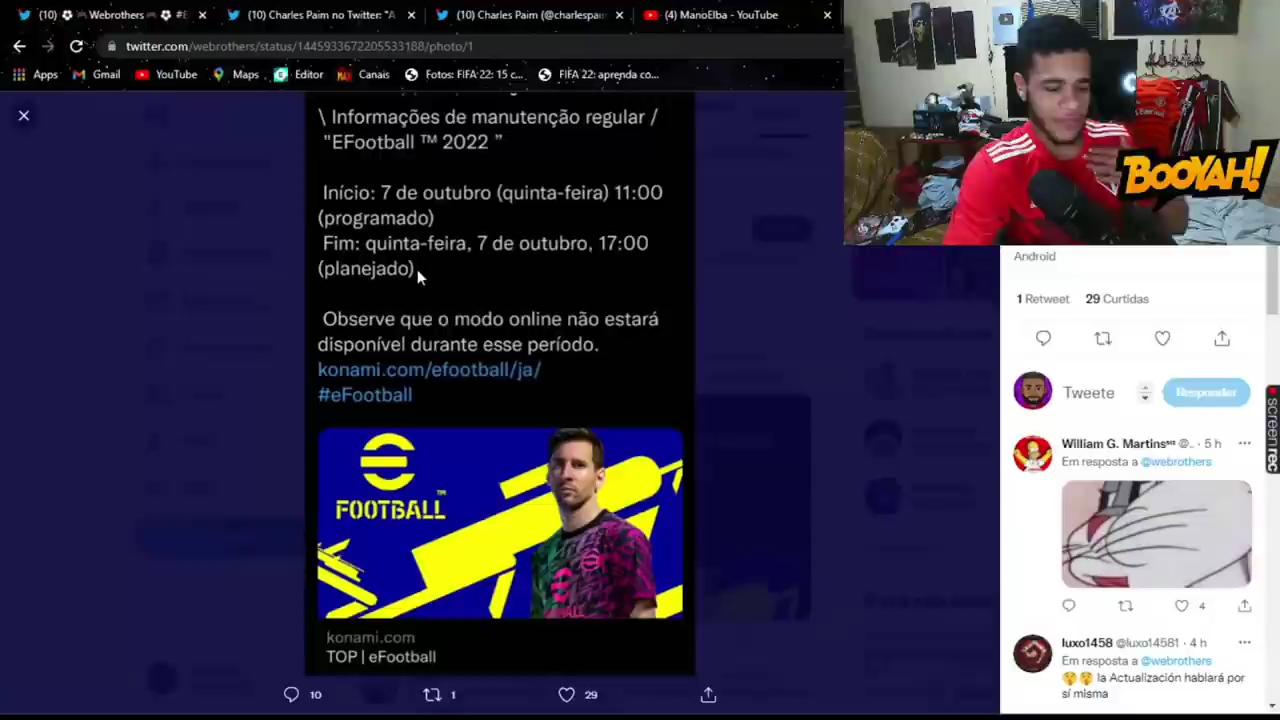 (10) ⚽🎮Webrothers🎮⚽ #E
(10) Charles Paim no Twitter: "A
(10) Charles Paim (@charlespai
ManoElba - YouTube
twitter.com/webrothers/status/1445933672205533188/photo/1
Apps
Gmail
YouTube
Maps
Editor
Canais
Fotos: FIFA 22: 15 c...
FIFA 22: aprenda co...
\ Informações de manutenção regular /
"EFootball ™ 2022 ”
Início: 7 de outubro (quinta-feira) 11:00
(programado)
Fim: quinta-feira, 7 de outubro, 17:00
(planejado)
Observe que o modo online não estará
disponível durante esse período.
konami.com/efootball/ja/
#eFootball
FOOTBALL™
konami.com
TOP | eFootball
10
1
29
BOOYAH!
Android
1 Retweet 29 Curtidas
Tweete
Responder
William G. Martins @.. · 5 h
Em resposta a @webrothers
4
luxo1458 @luxo14581 · 4 h
Em resposta a @webrothers
🤫🤫 la Actualización hablará por
sí misma
screenrec